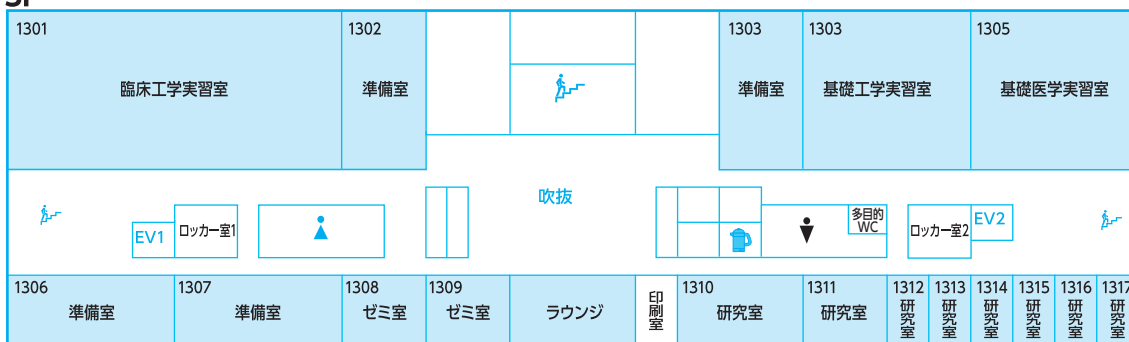 1301
臨床工学実習室
1302
準備室
1303
準備室
1303
基礎工学実習室
1305
基礎医学実習室
吹抜
EV1
ロッカー室1
多目的
WC
ロッカー室2
EV2
1306
準備室
1307
準備室
1308
ゼミ室
1309
ゼミ室
ラウンジ
印刷室
1310
研究室
1311
研究室
1312
研究室
1313
研究室
1314
研究室
1315
研究室
1316
研究室
1317
研究室